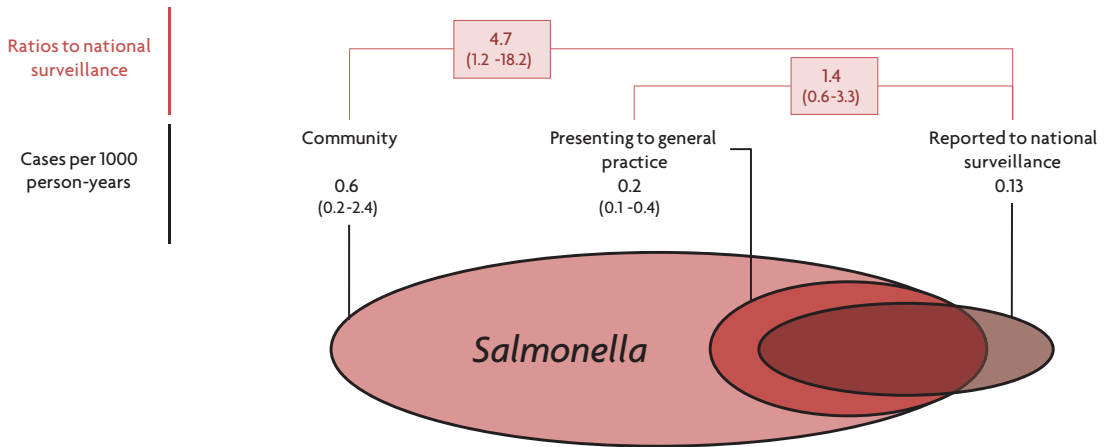 Ratios to national
surveillance
4.7
(1.2 -18.2)
1.4
(0.6-3.3)
Cases per 1000
person-years
Community
0.6
(0.2-2.4)
Presenting to general
practice
0.2
(0.1 -0.4)
Reported to national
surveillance
0.13
Salmonella